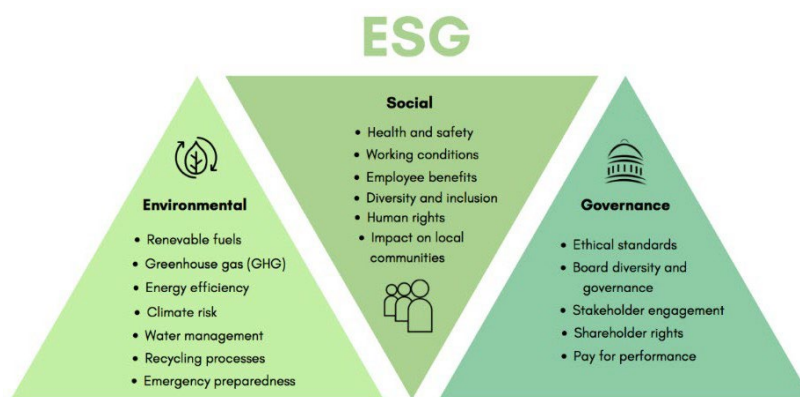 ESG
Environmental
• Renevable fuels
• Greenhouse gas (GHG)
• Energy efficiency
• Climate risk
• Water management
• Recycling processes
• Emergency preparedness
Social
• Health and safety
• Working conditions
• Employee benefits
• Diversity and inclusion
• Human rights
• Impact on local
communities
Governance
• Ethical standards
• Board diversity and
governance
• Stakeholder engagement
• Shareholder rights
• Pay for performance